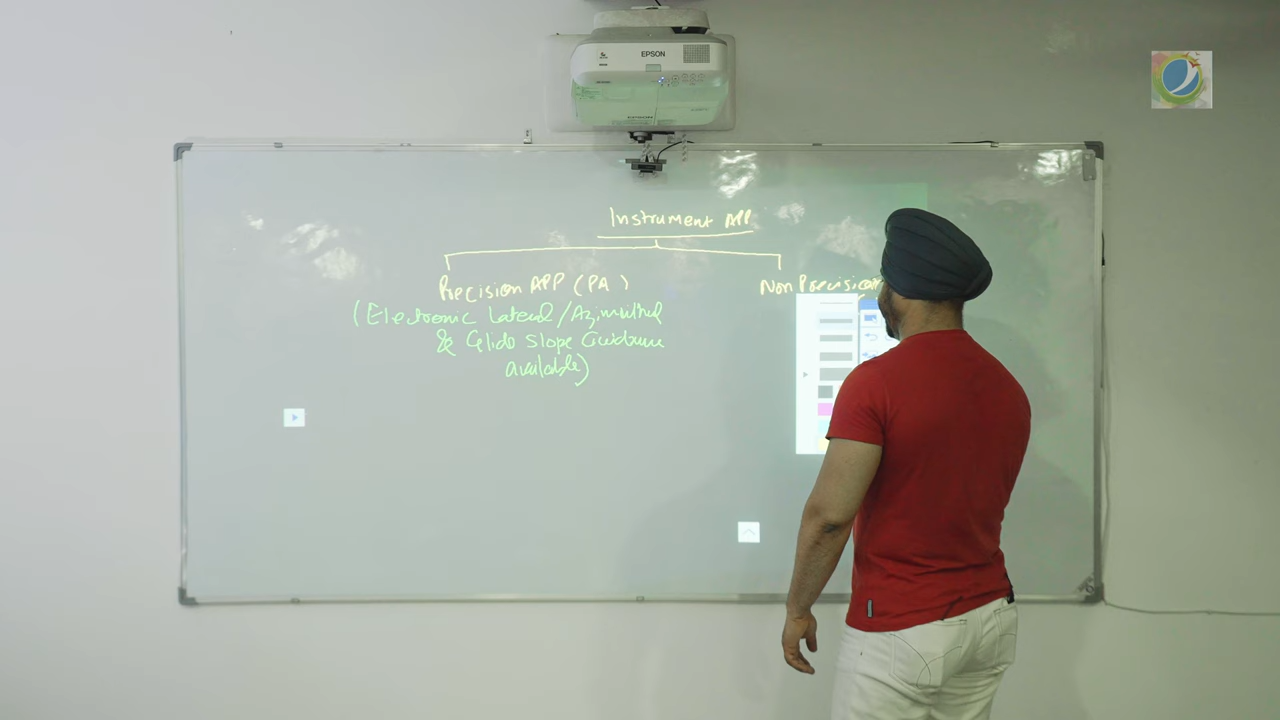 EPSON
Instrument APP
Precision APP (PA)
Non Precision
(Electronic Lateral/Azimuthal
& Glide Slope Guidance
available)